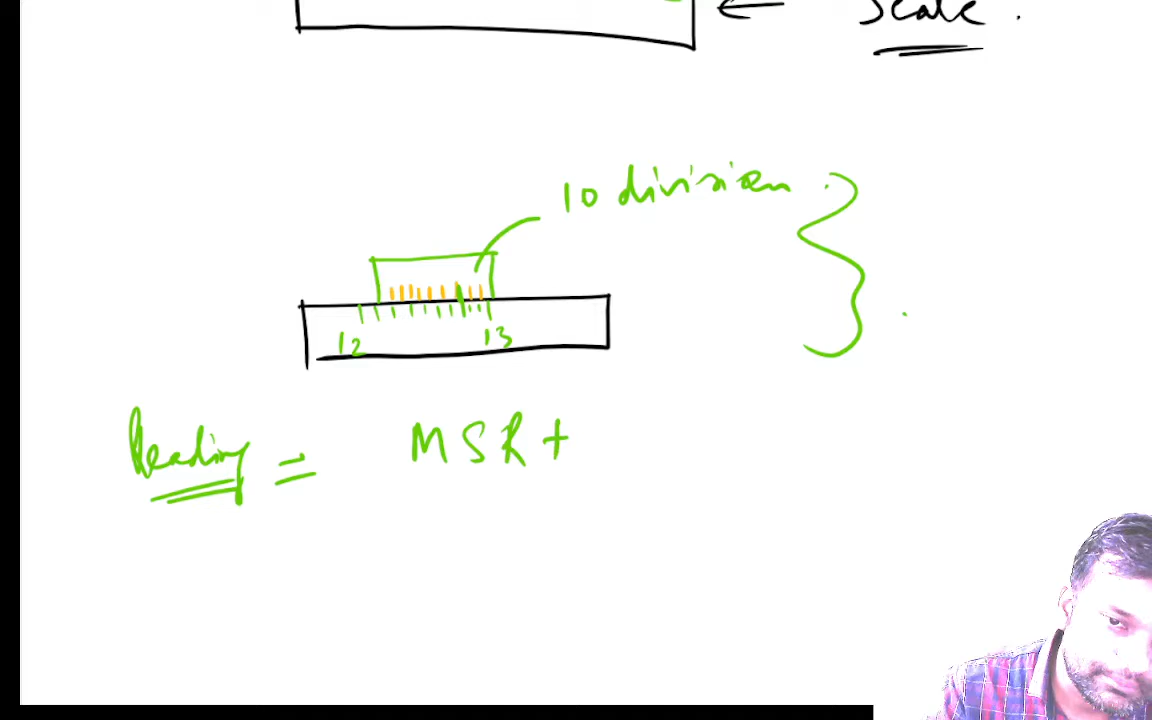 Scale.
10 division.
12 13
Reading = MSR+